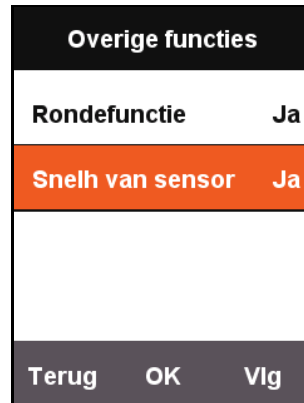 Overige functies
Rondefunctie Ja
Snelh van sensor Ja
Terug OK Vlg